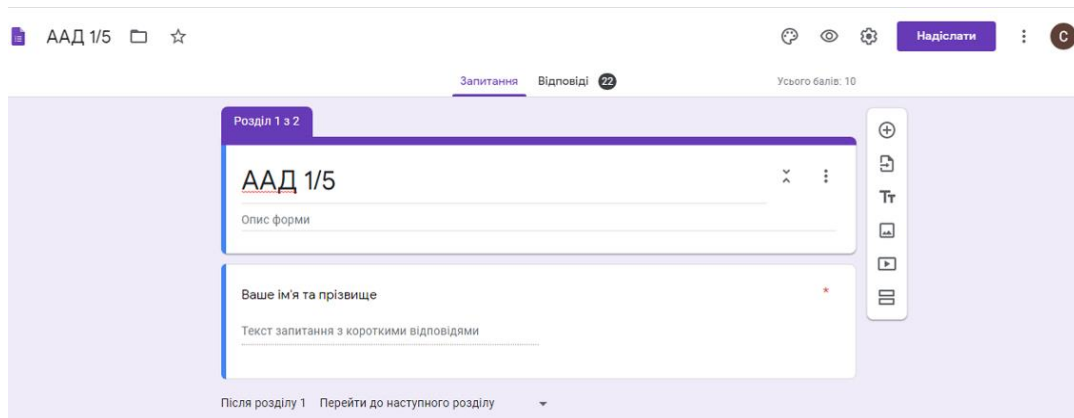 ААД 1/5
Надіслати
С
Запитання Відповіді 22 Усього балів: 10
Розділ 1 з 2
ААД 1/5
Опис форми
Ваше ім'я та прізвище *
Текст запитання з короткими відповідями
Після розділу 1 Перейти до наступного розділу
Тт